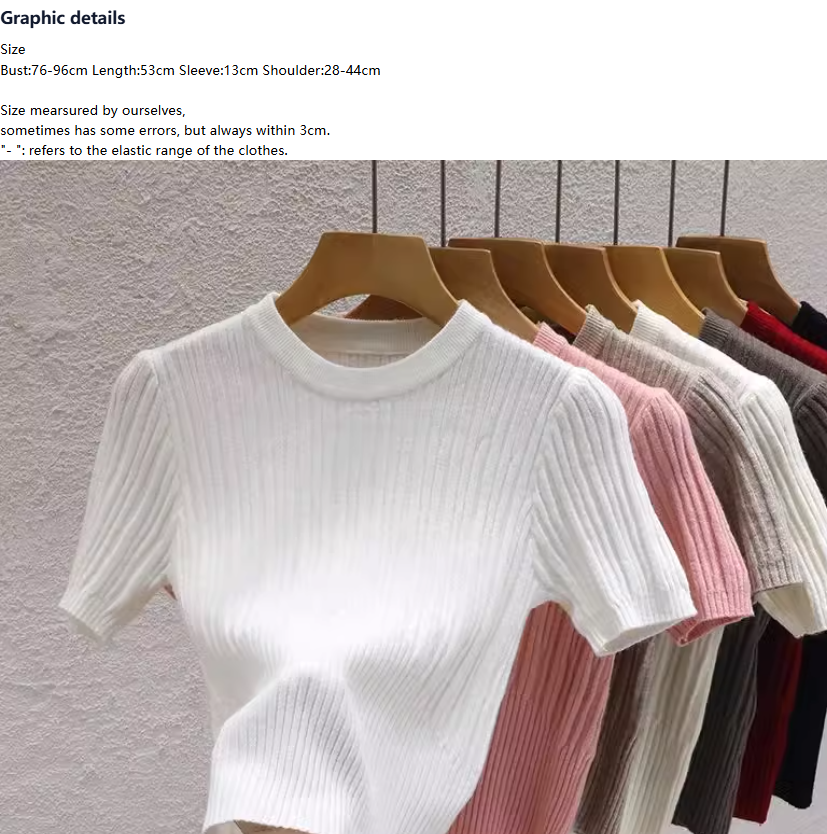 Graphic details
Size
Bust:76-96cm Length:53cm Sleeve:13cm Shoulder:28-44cm
Size mearsured by ourselves,
sometimes has some errors, but always within 3cm.
"- ": refers to the elastic range of the clothes.